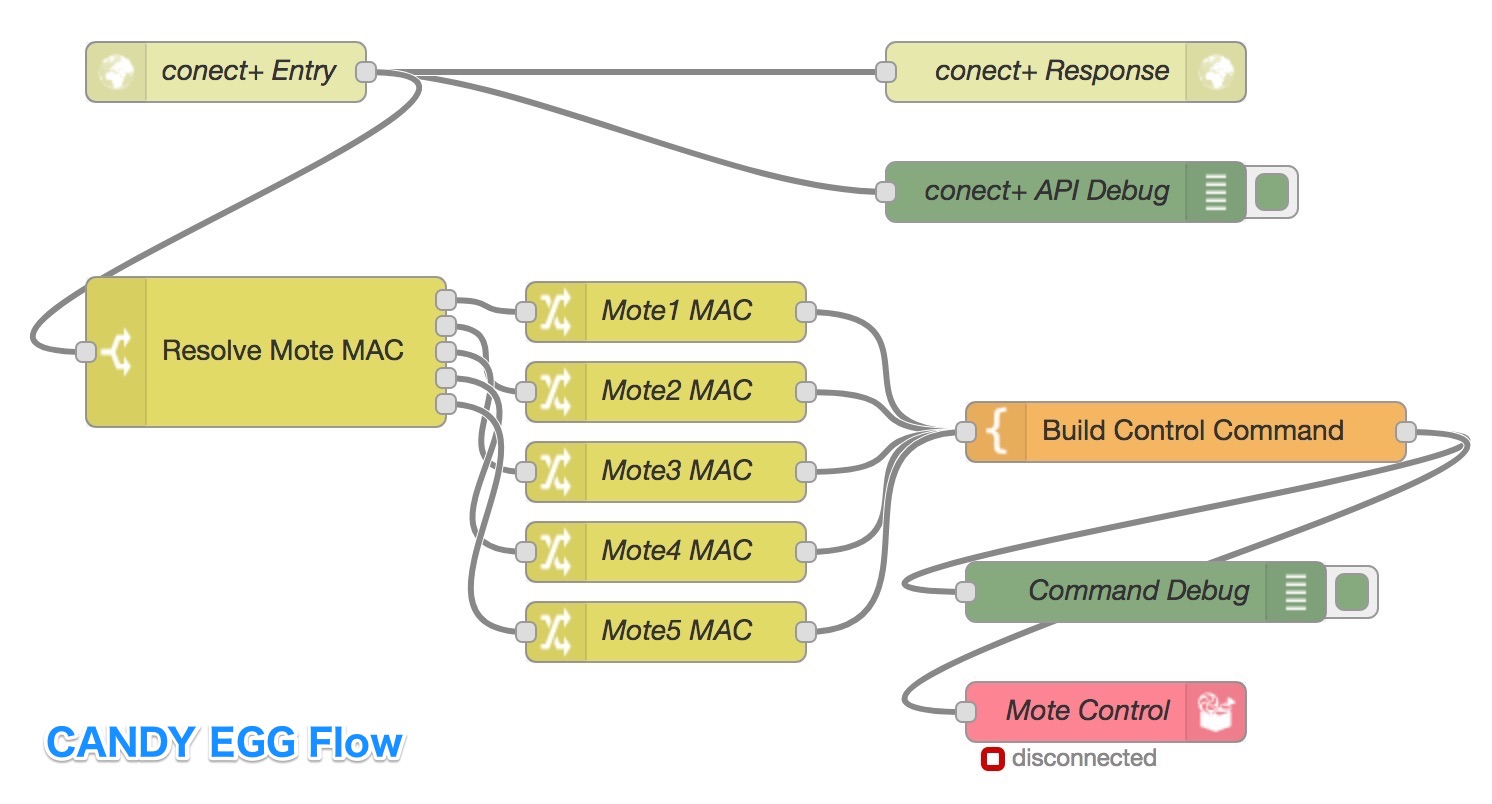 conect+ Entry
conect+ Response
conect+ API Debug
Resolve Mote MAC
Mote1 MAC
Mote2 MAC
Mote3 MAC
Mote4 MAC
Mote5 MAC
Build Control Command
Command Debug
Mote Control
disconnected
CANDY EGG Flow